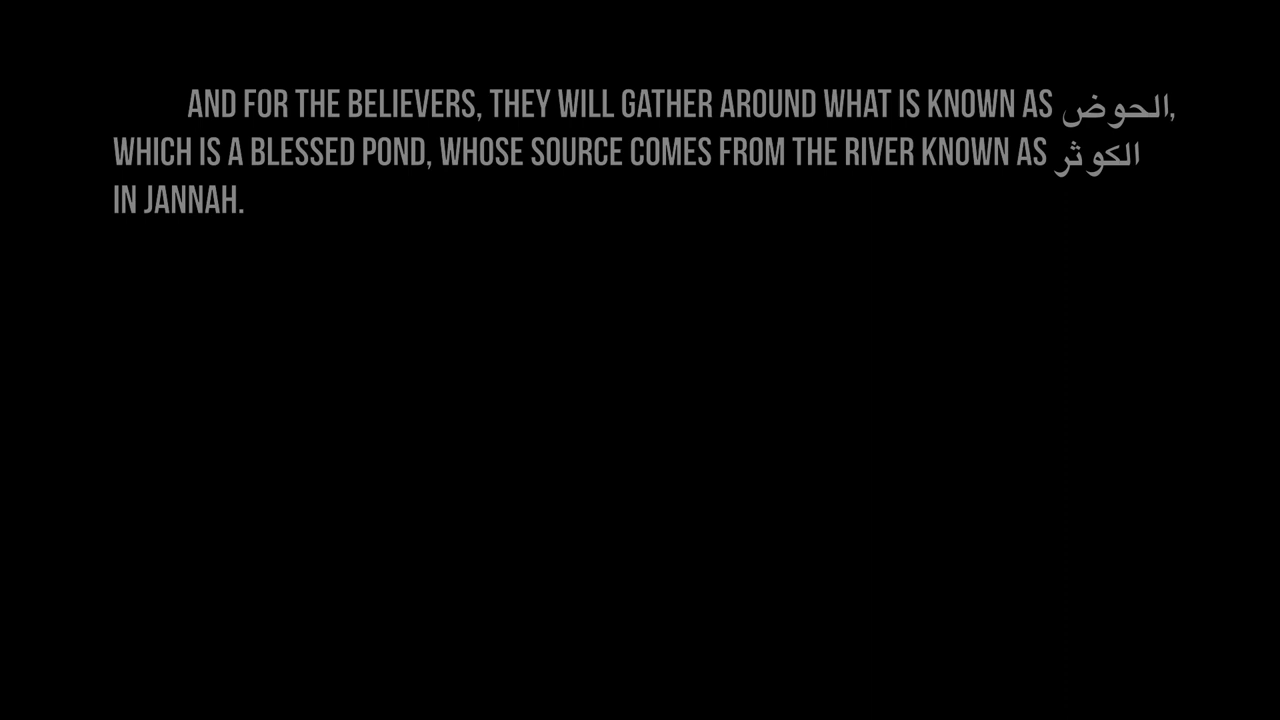 AND FOR THE BELIEVERS, THEY WILL GATHER AROUND WHAT IS KNOWN AS الحوض,
WHICH IS A BLESSED POND, WHOSE SOURCE COMES FROM THE RIVER KNOWN AS الكوثر
IN JANNAH.